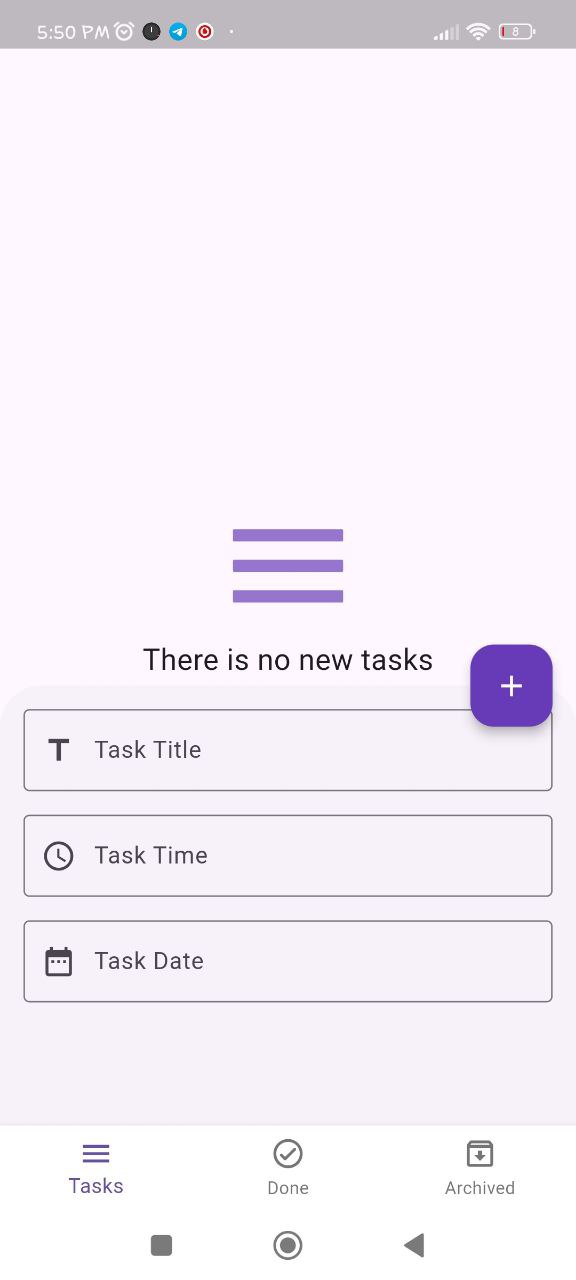 5:50 PM
8
There is no new tasks
Task Title
Task Time
Task Date
Tasks
Done
Archived